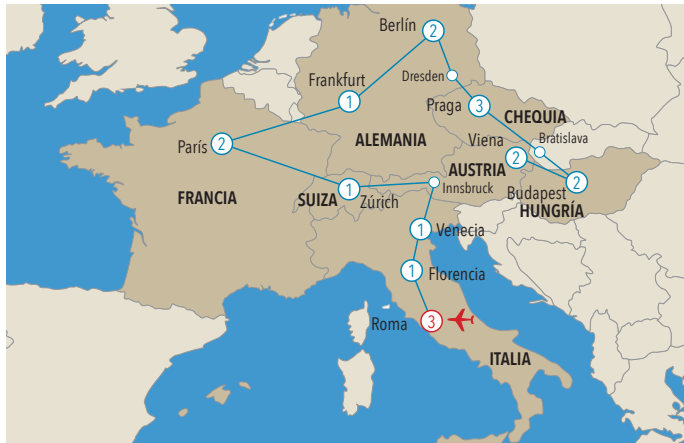 Berlín
2
Dresden
Frankfurt
1
Praga
3
CHEQUIA
París
2
ALEMANIA
Viena
2
Bratislava
AUSTRIA
Innsbruck
Budapest
2
HUNGRÍA
FRANCIA
SUIZA
1
Zúrich
1
Venecia
1
Florencia
Roma
3
ITALIA